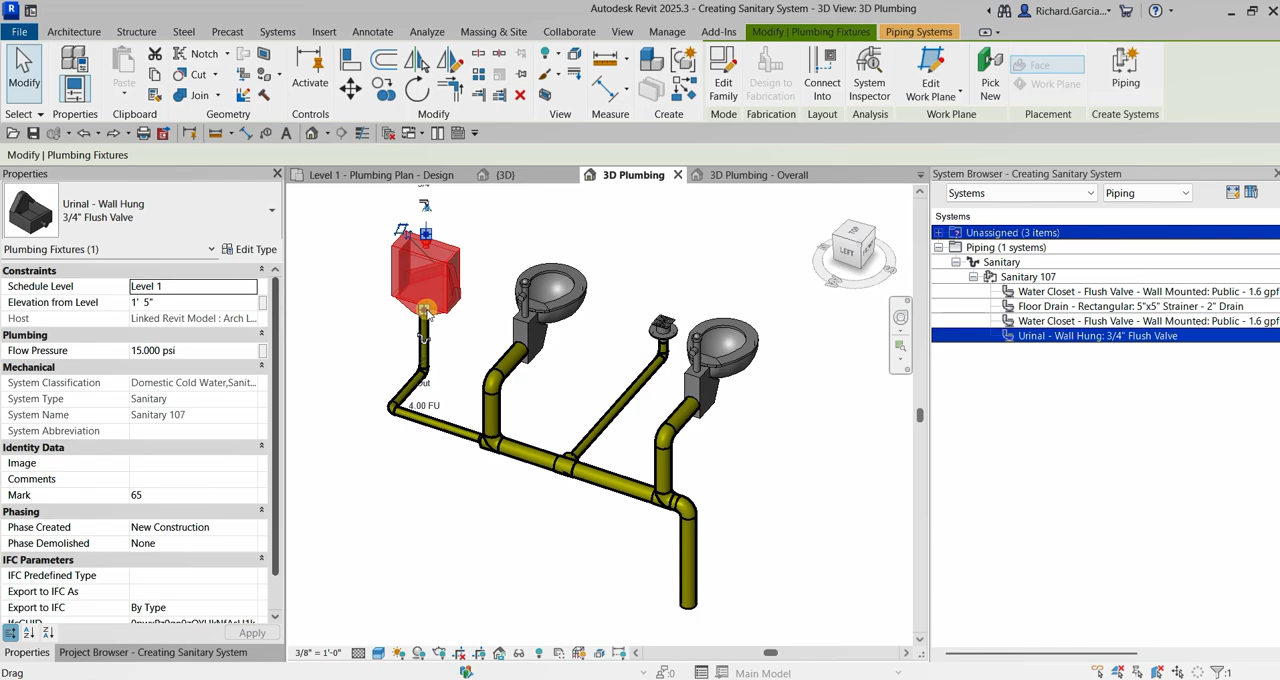 Autodesk Revit 2025.3 - Creating Sanitary System - 3D View: 3D Plumbing
Richard.Garcia...
File Architecture Structure Steel Precast Systems Insert Annotate Analyze Massing & Site Collaborate View Manage Add-Ins Modify | Plumbing Fixtures Piping Systems
Modify
Notch
Cut
Join
Paste
Activate
Edit Family
Design to Fabrication
Connect Into
System Inspector
Edit Work Plane
Pick New
Face
Work Plane
Piping
Select Properties Clipboard Geometry Controls Modify View Measure Create Mode Fabrication Layout Analysis Work Plane Placement Create Systems
Modify | Plumbing Fixtures
Properties
Urinal - Wall Hung
3/4" Flush Valve
Plumbing Fixtures (1) Edit Type
Constraints
Schedule Level Level 1
Elevation from Level 1' 5"
Host Linked Revit Model : Arch L...
Plumbing
Flow Pressure 15.000 psi
Mechanical
System Classification Domestic Cold Water,Sanit...
System Type Sanitary
System Name Sanitary 107
System Abbreviation
Identity Data
Image
Comments
Mark 65
Phasing
Phase Created New Construction
Phase Demolished None
IFC Parameters
IFC Predefined Type
Export to IFC As
Export to IFC By Type
Apply
Properties Project Browser - Creating Sanitary System
Drag
Level 1 - Plumbing Plan - Design {3D} 3D Plumbing 3D Plumbing - Overall
TOP
4.00 FU
3/8" = 1'-0"
:0
Main Model
System Browser - Creating Sanitary System
Systems Piping
Systems
Unassigned (3 items)
Piping (1 systems)
Sanitary
Sanitary 107
Water Closet - Flush Valve - Wall Mounted: Public - 1.6 gpf
Floor Drain - Rectangular: 5"x5" Strainer - 2" Drain
Water Closet - Flush Valve - Wall Mounted: Public - 1.6 gpf
Urinal - Wall Hung: 3/4" Flush Valve
:1